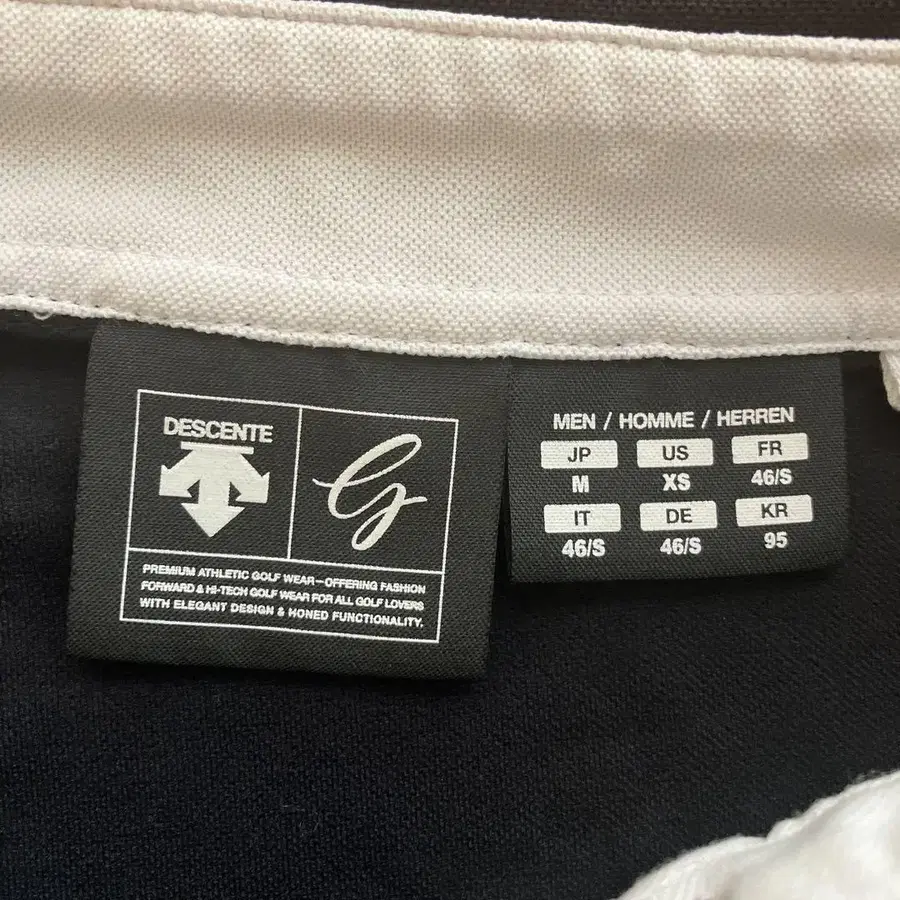 DESCENTE
G
PREMIUM ATHLETIC GOLF WEAR—OFFERING FASHION
FORWARD & HI-TECH GOLF WEAR FOR ALL GOLF LOVERS
WITH ELEGANT DESIGN & HONED FUNCTIONALITY.
MEN / HOMME / HERREN
JP US FR
M XS 46/S
IT DE KR
46/S 46/S 95